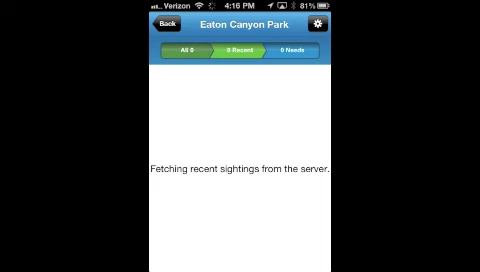 Verizon 4:16 PM 81%
Back Eaton Canyon Park
All 0 0 Recent 0 Needs
Fetching recent sightings from the server.